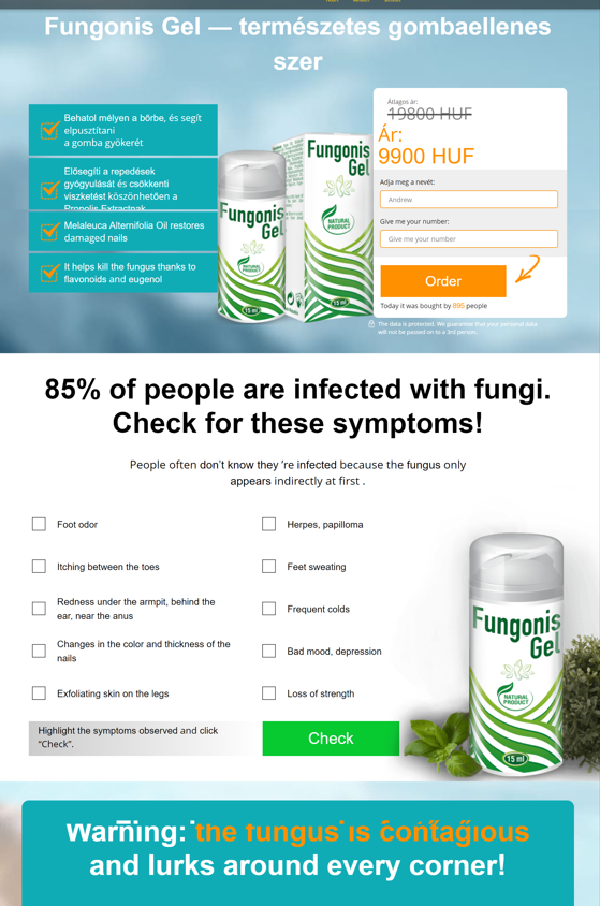 Fungonis Gel — természetes gombaellenes
szer
Behatol mélyen a bőrbe, és segít
elpusztítani
a gomba gyökerét
Elősegíti a repedések
gyógyulását és csökkenti
viszketést köszönhetően a
Propolis Extractnak
Melaleuca Alternifolia Oil restores
damaged nails
It helps kill the fungus thanks to
flavonoids and eugenol
Fungonis
Gel
NATURAL
PRODUCT
15 ml
Fungonis
Gel
NATURAL
PRODUCT
15 ml
Átlagos ár:
19800 HUF
Ár:
9900 HUF
Adja meg a nevét:
Andrew
Give me your number:
Give me your number
Order
Today it was bought by 896 people
The data is protected. We guarantee that your personal data
will not be passed on to a 3rd person.
85% of people are infected with fungi.
Check for these symptoms!
People often don't know they 're infected because the fungus only
appears indirectly at first .
Foot odor
Herpes, papilloma
Itching between the toes
Feet sweating
Redness under the armpit, behind the
ear, near the anus
Frequent colds
Changes in the color and thickness of the
nails
Bad mood, depression
Exfoliating skin on the legs
Loss of strength
Highlight the symptoms observed and click
"Check".
Check
Fungonis
Gel
NATURAL
PRODUCT
15 ml
Warning: the fungus is contagious
and lurks around every corner!